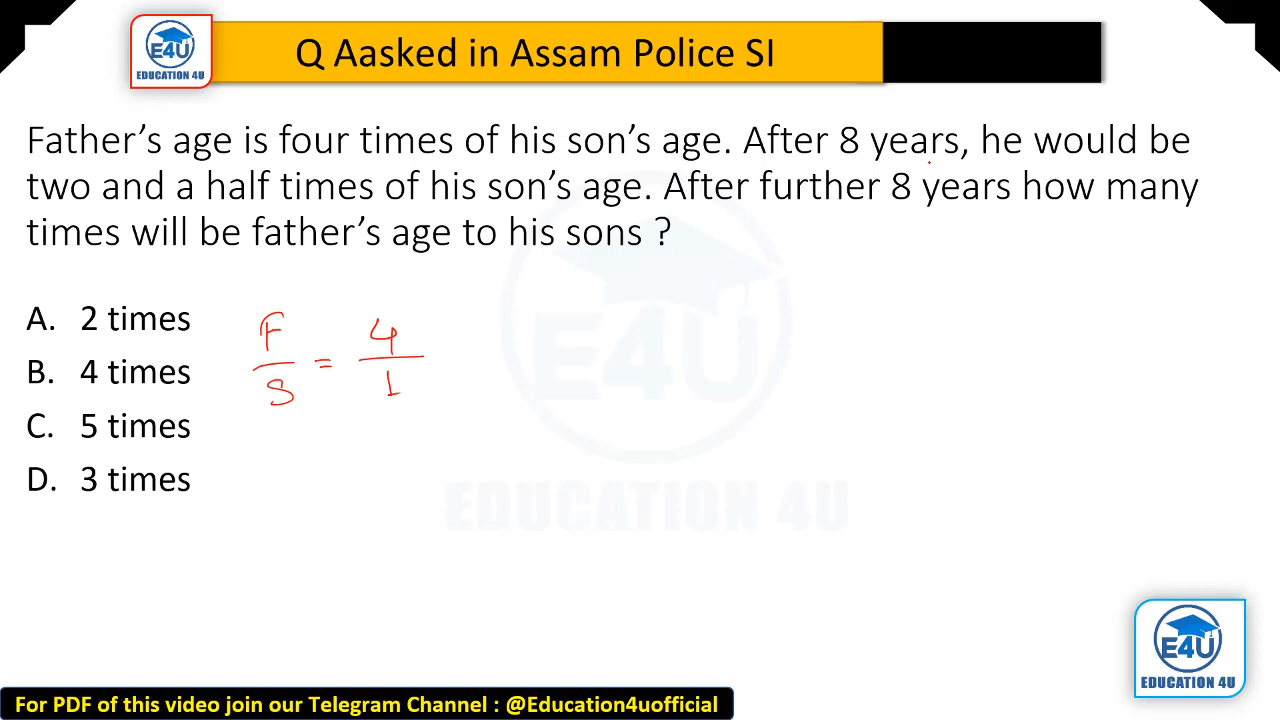 E4U
EDUCATION 4U
Q Aasked in Assam Police SI
Father’s age is four times of his son’s age. After 8 years, he would be
two and a half times of his son’s age. After further 8 years how many
times will be father’s age to his sons ?
A. 2 times
B. 4 times
C. 5 times
D. 3 times
F/S = 4/1
E4U
EDUCATION 4U
E4U
EDUCATION 4U
For PDF of this video join our Telegram Channel : @Education4uofficial